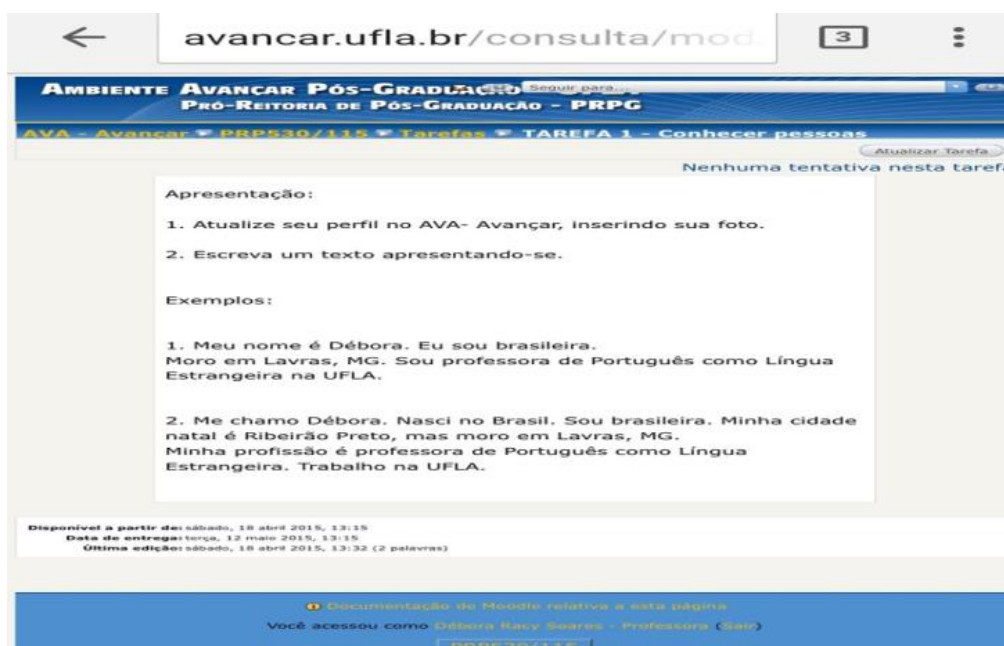 avancar.ufla.br/consulta/mod.
3
AMBIENTE AVANÇAR PÓS-GRADUAÇÃO
Seguir para...
PRÓ-REITORIA DE PÓS-GRADUAÇÃO - PRPG
AVA - Avançar PRP530/115 Tarefas TAREFA 1 - Conhecer pessoas
Atualizar Tarefa
Nenhuma tentativa nesta taref
Apresentação:
1. Atualize seu perfil no AVA- Avançar, inserindo sua foto.
2. Escreva um texto apresentando-se.
Exemplos:
1. Meu nome é Débora. Eu sou brasileira.
Moro em Lavras, MG. Sou professora de Português como Língua
Estrangeira na UFLA.
2. Me chamo Débora. Nasci no Brasil. Sou brasileira. Minha cidade
natal é Ribeirão Preto, mas moro em Lavras, MG.
Minha profissão é professora de Português como Língua
Estrangeira. Trabalho na UFLA.
Disponível a partir de: sábado, 18 abril 2015, 13:15
Data de entrega: terça, 12 maio 2015, 13:15
Última edição: sábado, 18 abril 2015, 13:32 (2 palavras)
Documentação de Moodle relativa a esta página
Você acessou como Débora Racy Soares - Professora (Sair)
PRP530/115